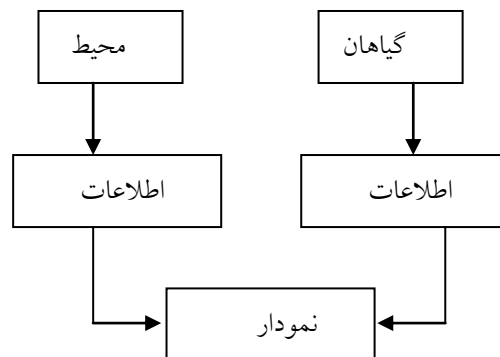 گیاهان
محیط
اطلاعات
اطلاعات
نمودار